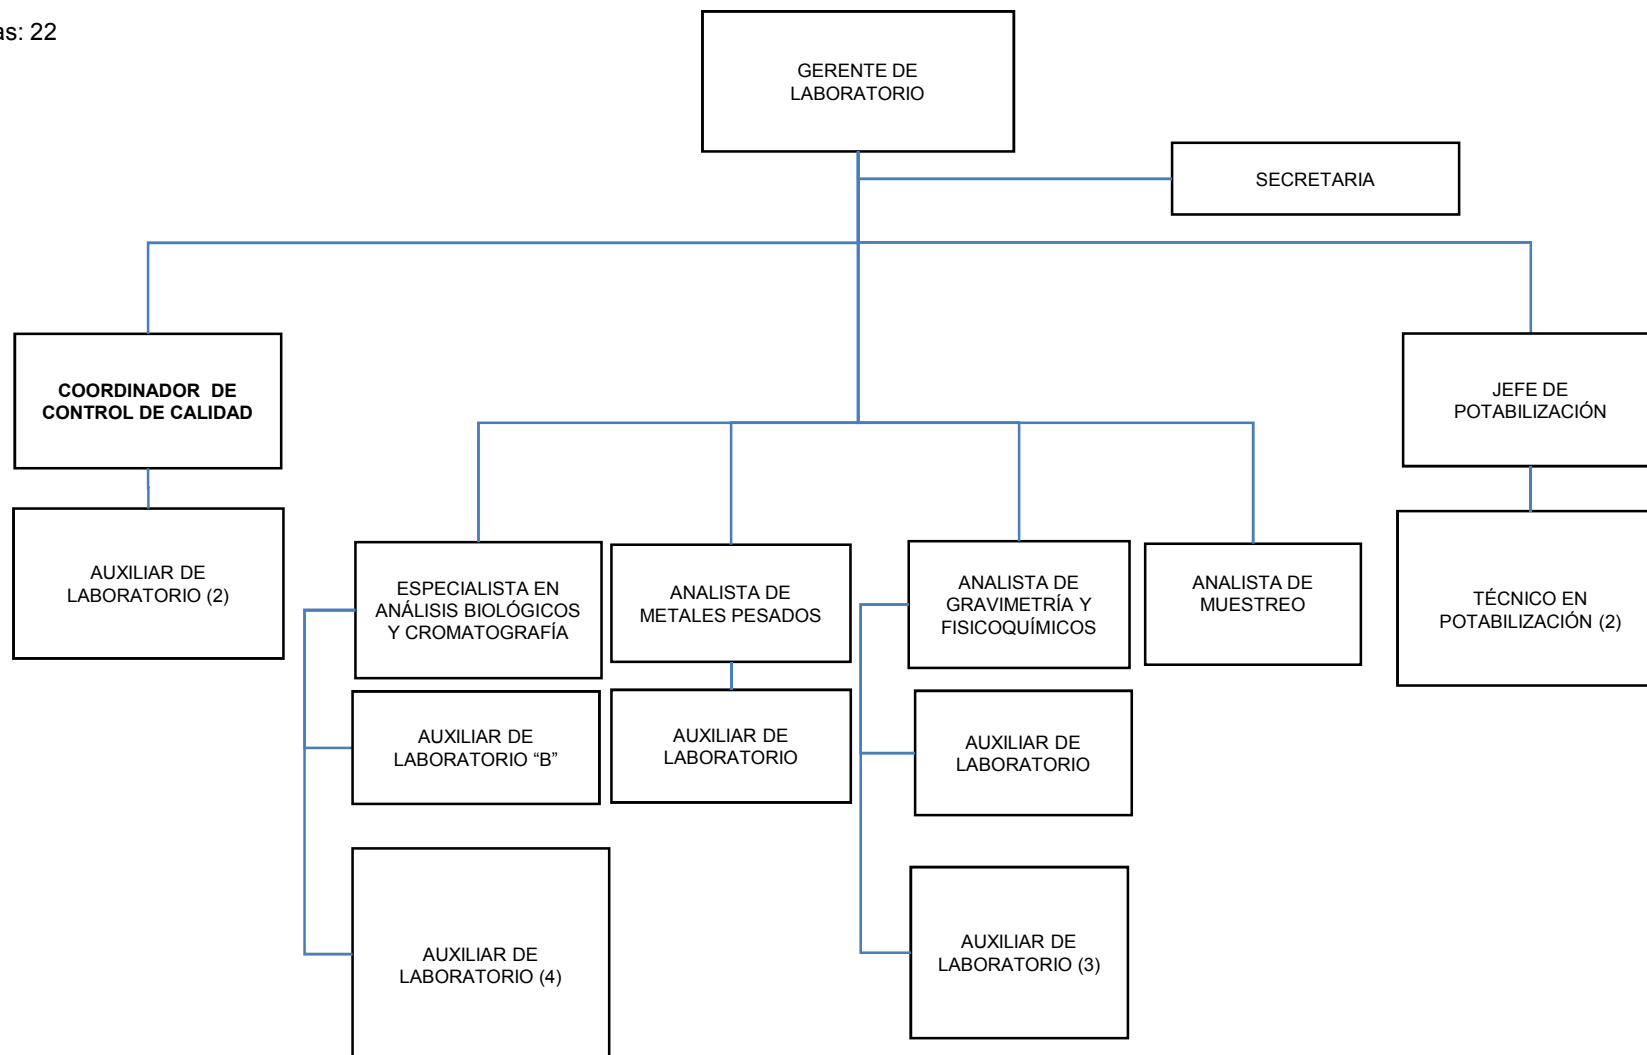 as: 22
GERENTE DE
LABORATORIO
SECRETARIA
COORDINADOR DE
CONTROL DE CALIDAD
JEFE DE
POTABILIZACIÓN
AUXILIAR DE
LABORATORIO (2)
ESPECIALISTA EN
ANÁLISIS BIOLÓGICOS
Y CROMATOGRAFÍA
ANALISTA DE
METALES PESADOS
ANALISTA DE
GRAVIMETRÍA Y
FISICOQUÍMICOS
ANALISTA DE
MUESTREO
TÉCNICO EN
POTABILIZACIÓN (2)
AUXILIAR DE
LABORATORIO “B”
AUXILIAR DE
LABORATORIO
AUXILIAR DE
LABORATORIO
AUXILIAR DE
LABORATORIO (4)
AUXILIAR DE
LABORATORIO (3)